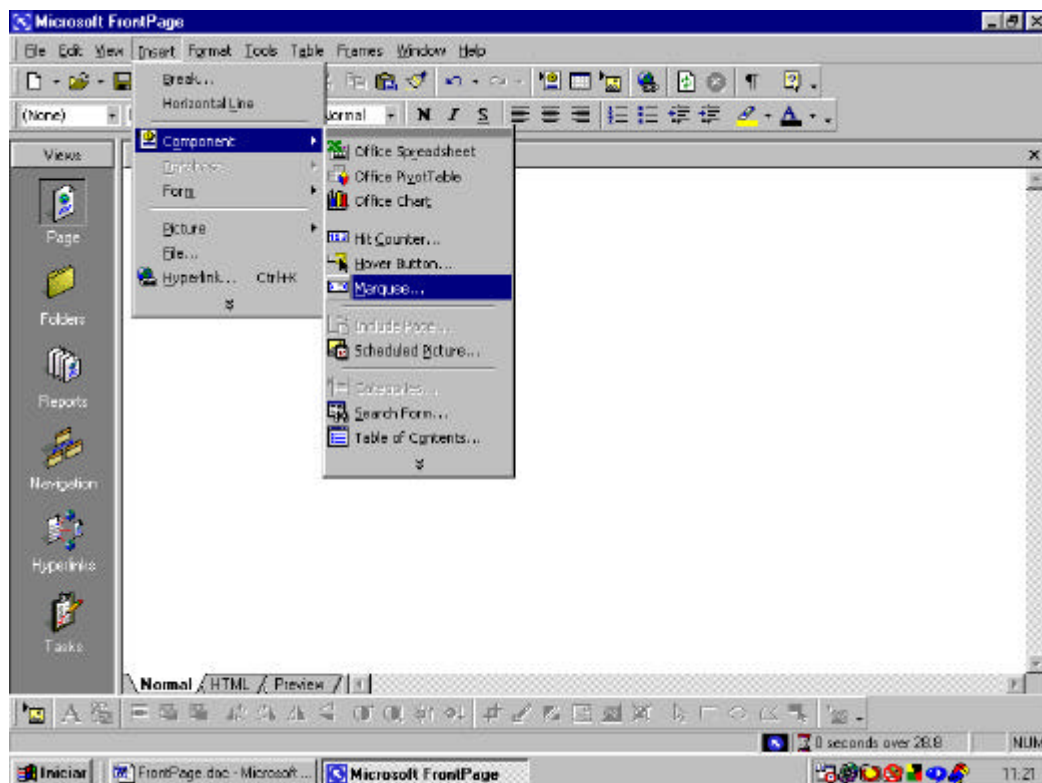 Microsoft FrontPage
File Edit View Insert Format Tools Table Frames Window Help
(None)
Normal
N I S
Break...
Horizontal Line
Component
Database
Form
Picture
File...
Hyperlink... Ctrl+K
Office Spreadsheet
Office PivotTable
Office Chart
Hit Counter...
Hover Button...
Marquee...
Include Page...
Scheduled Picture...
Categories...
Search Form...
Table of Contents...
Views
Page
Folders
Reports
Navigation
Hyperlinks
Tasks
Normal HTML Preview
0 seconds over 28.8 NUM
Iniciar FrontPage.doc - Microsoft ... Microsoft FrontPage 11:21